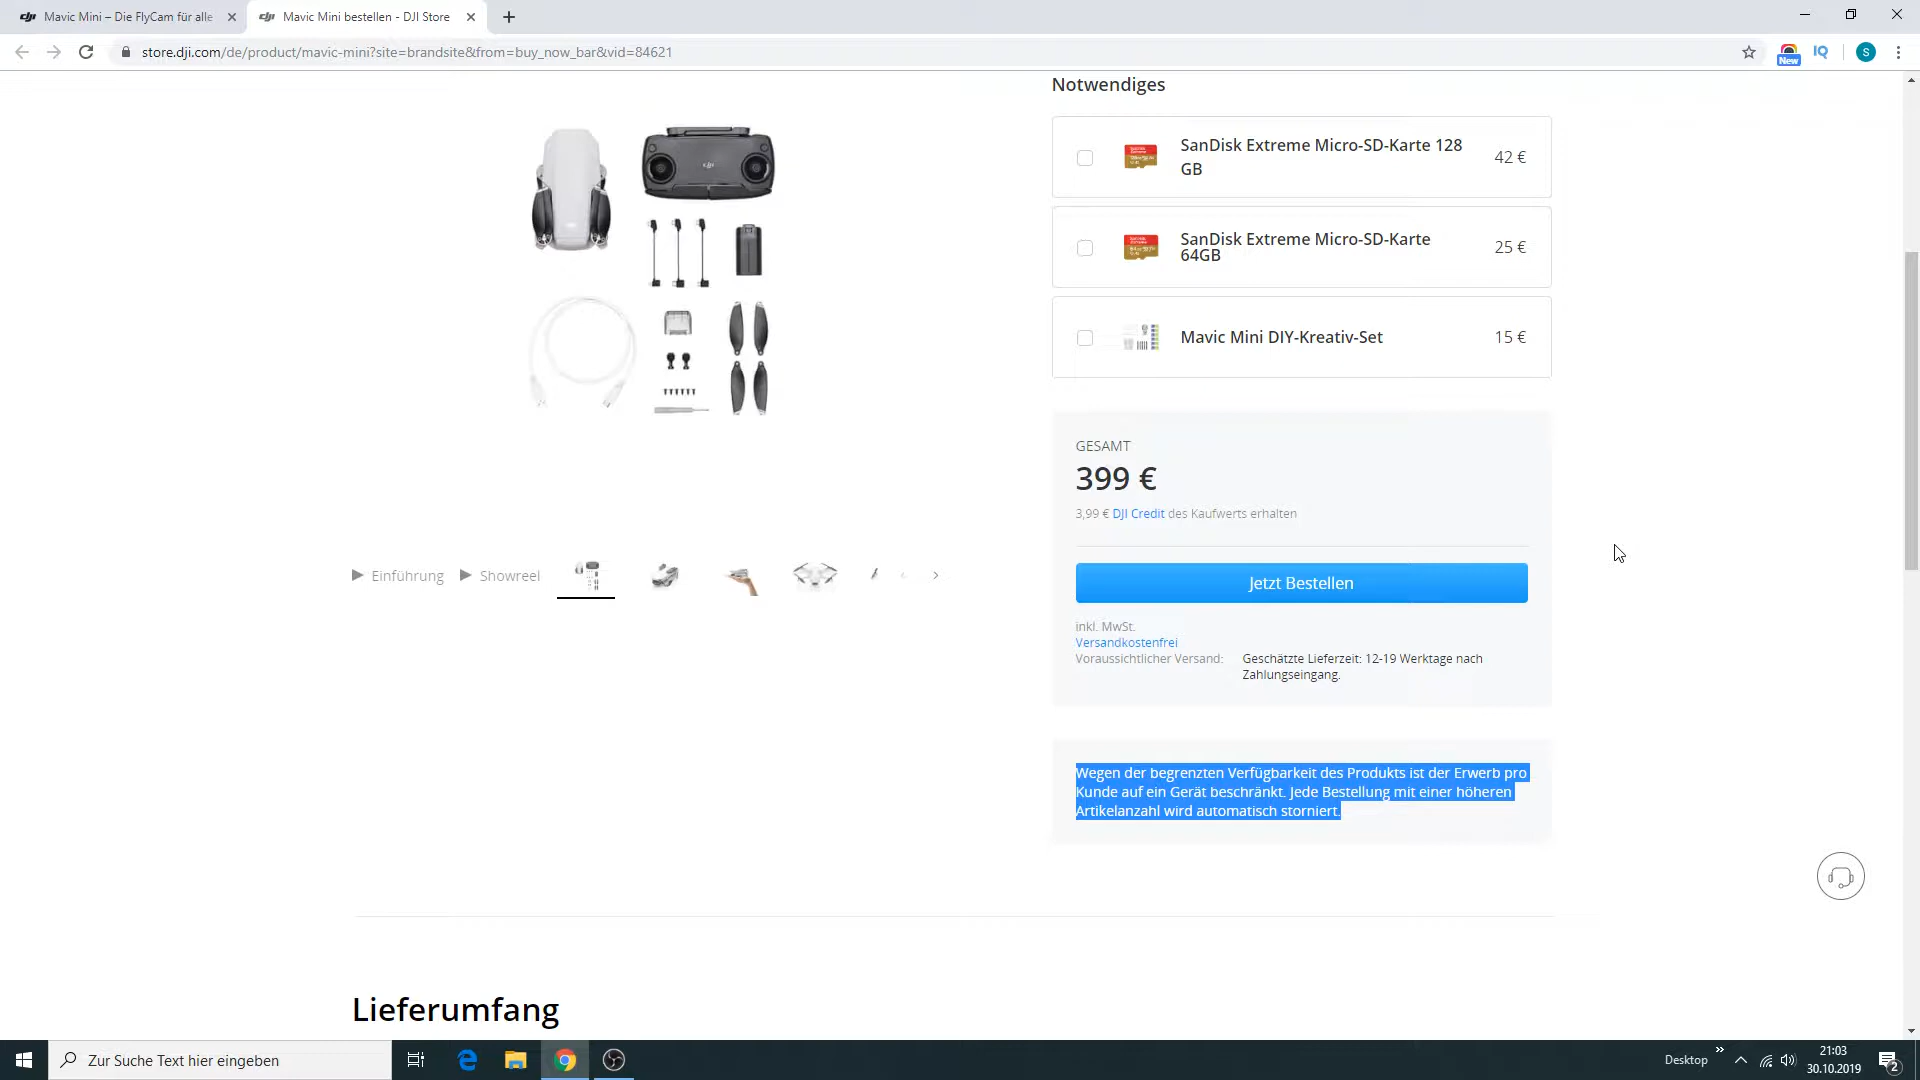 Mavic Mini – Die FlyCam für alle
Mavic Mini bestellen - DJI Store
store.dji.com/de/product/mavic-mini?site=brandsite&from=buy_now_bar&vid=84621
New
IQ
S
Notwendiges
SanDisk Extreme Micro-SD-Karte 128
GB
42 €
SanDisk Extreme Micro-SD-Karte
64GB
25 €
Mavic Mini DIY-Kreativ-Set
15 €
GESAMT
399 €
3,99 € DJI Credit des Kaufwerts erhalten
Einführung
Showreel
Jetzt Bestellen
inkl. MwSt.
Versandkostenfrei
Voraussichtlicher Versand:
Geschätzte Lieferzeit: 12-19 Werktage nach
Zahlungseingang.
Wegen der begrenzten Verfügbarkeit des Produkts ist der Erwerb pro
Kunde auf ein Gerät beschränkt. Jede Bestellung mit einer höheren
Artikelanzahl wird automatisch storniert.
Lieferumfang
Zur Suche Text hier eingeben
Desktop
21:03
30.10.2019
2